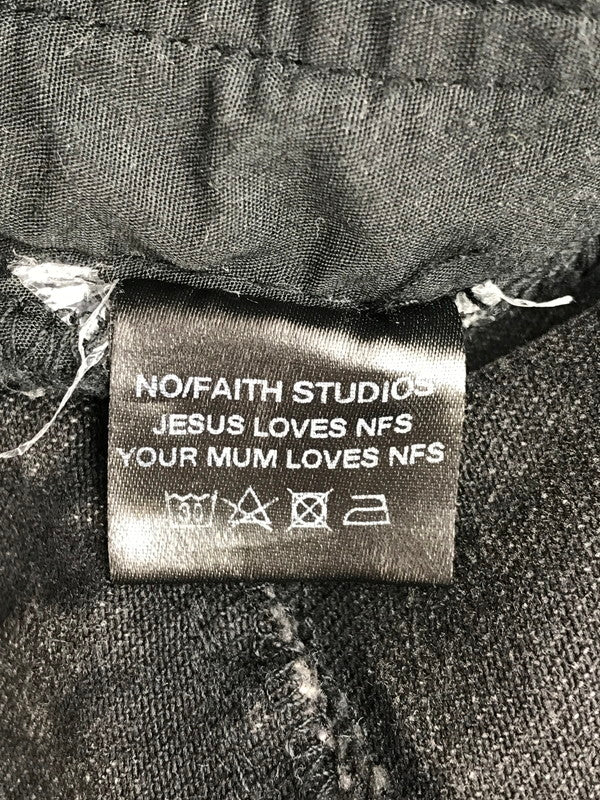 NO/FAITH STUDIOS
JESUS LOVES NFS
YOUR MUM LOVES NFS
30